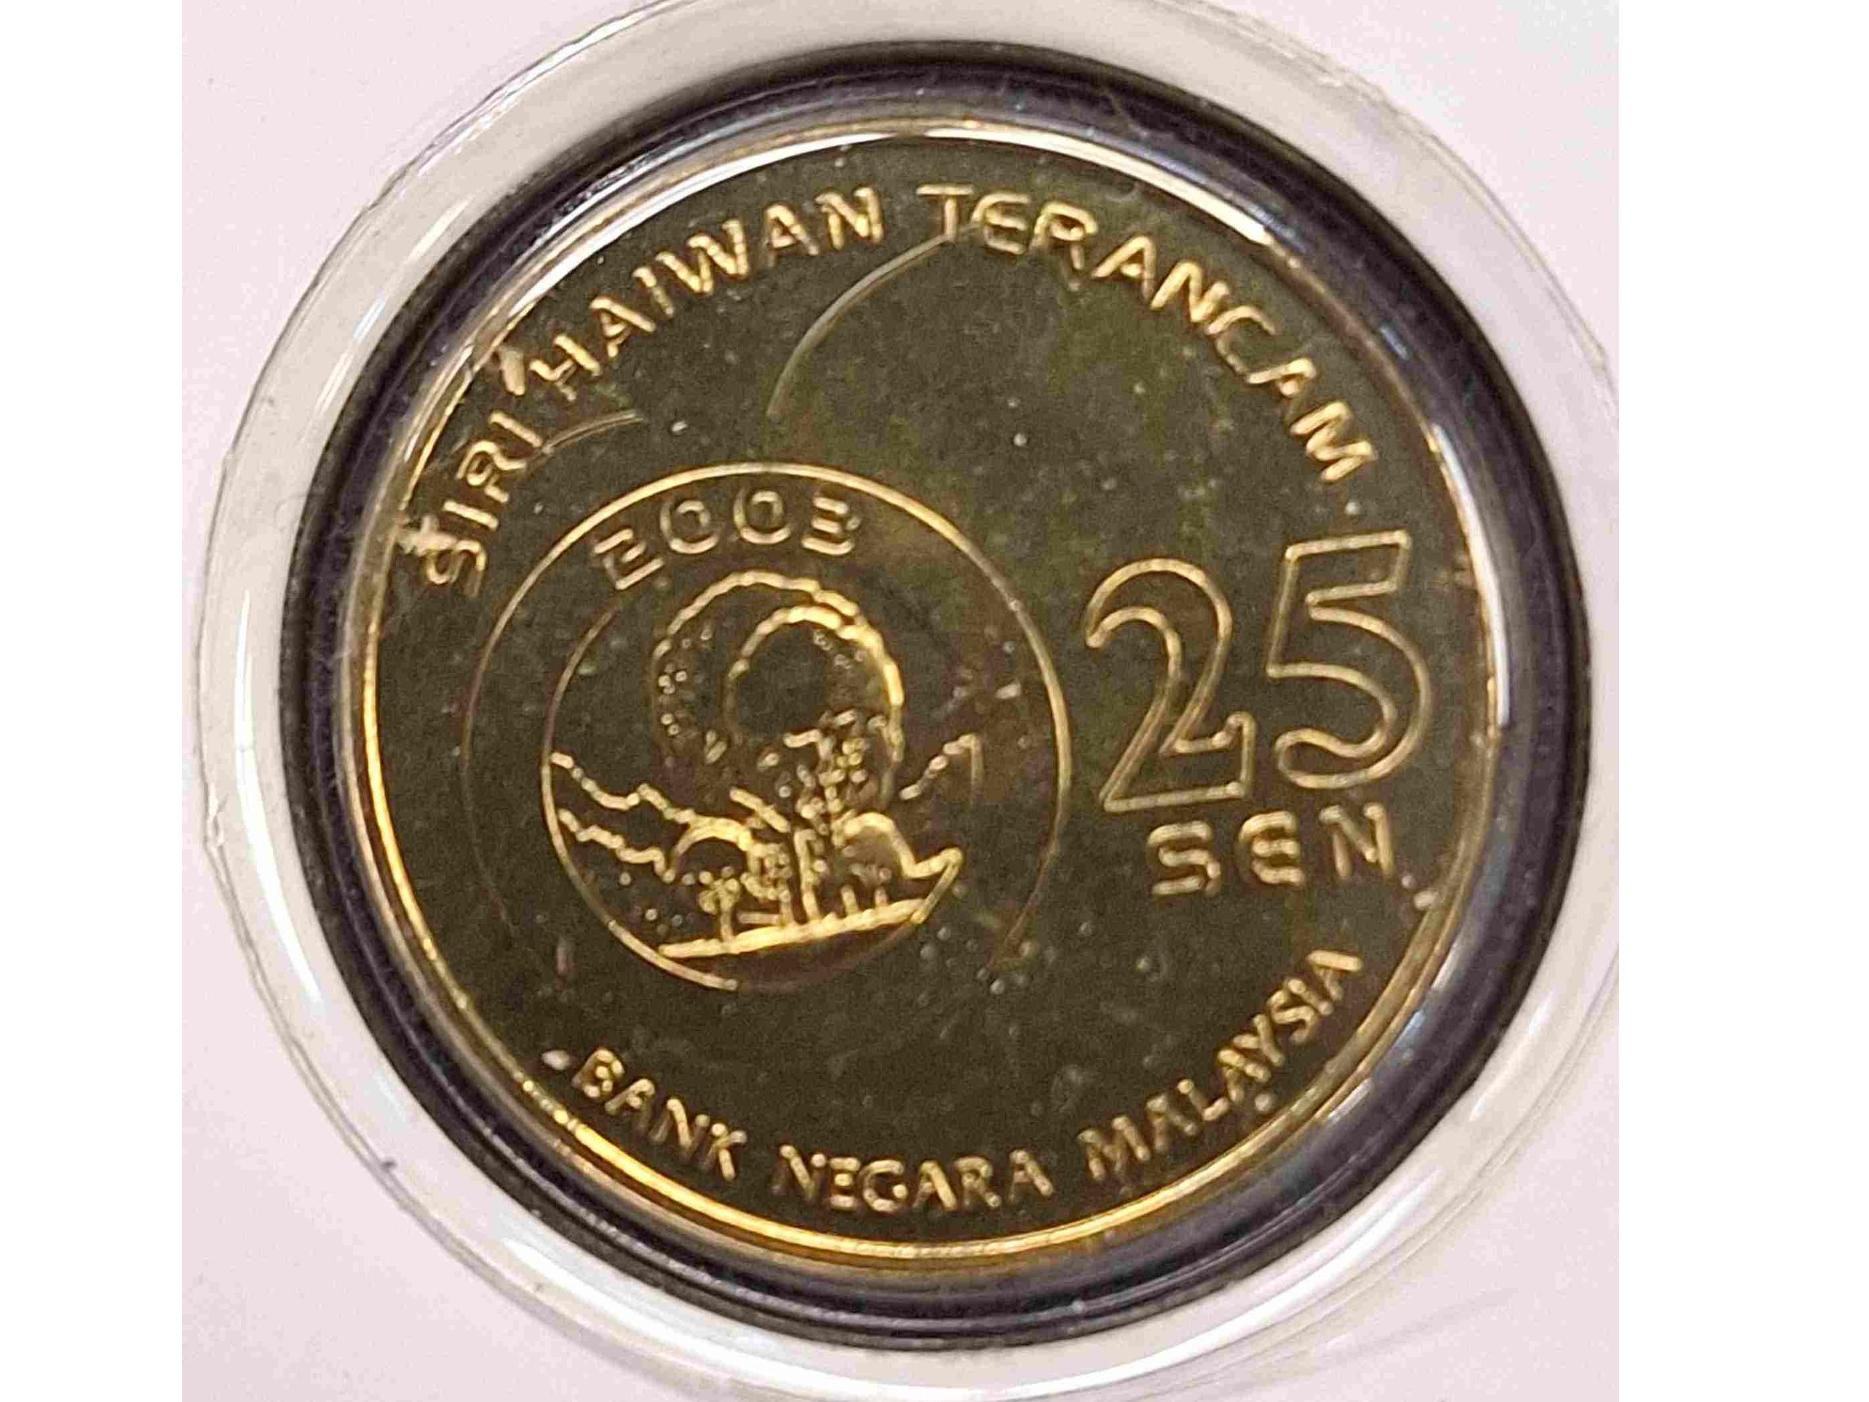 SIRI HAIWAN TERANCAM
2003
25
SEN
BANK NEGARA MALAYSIA